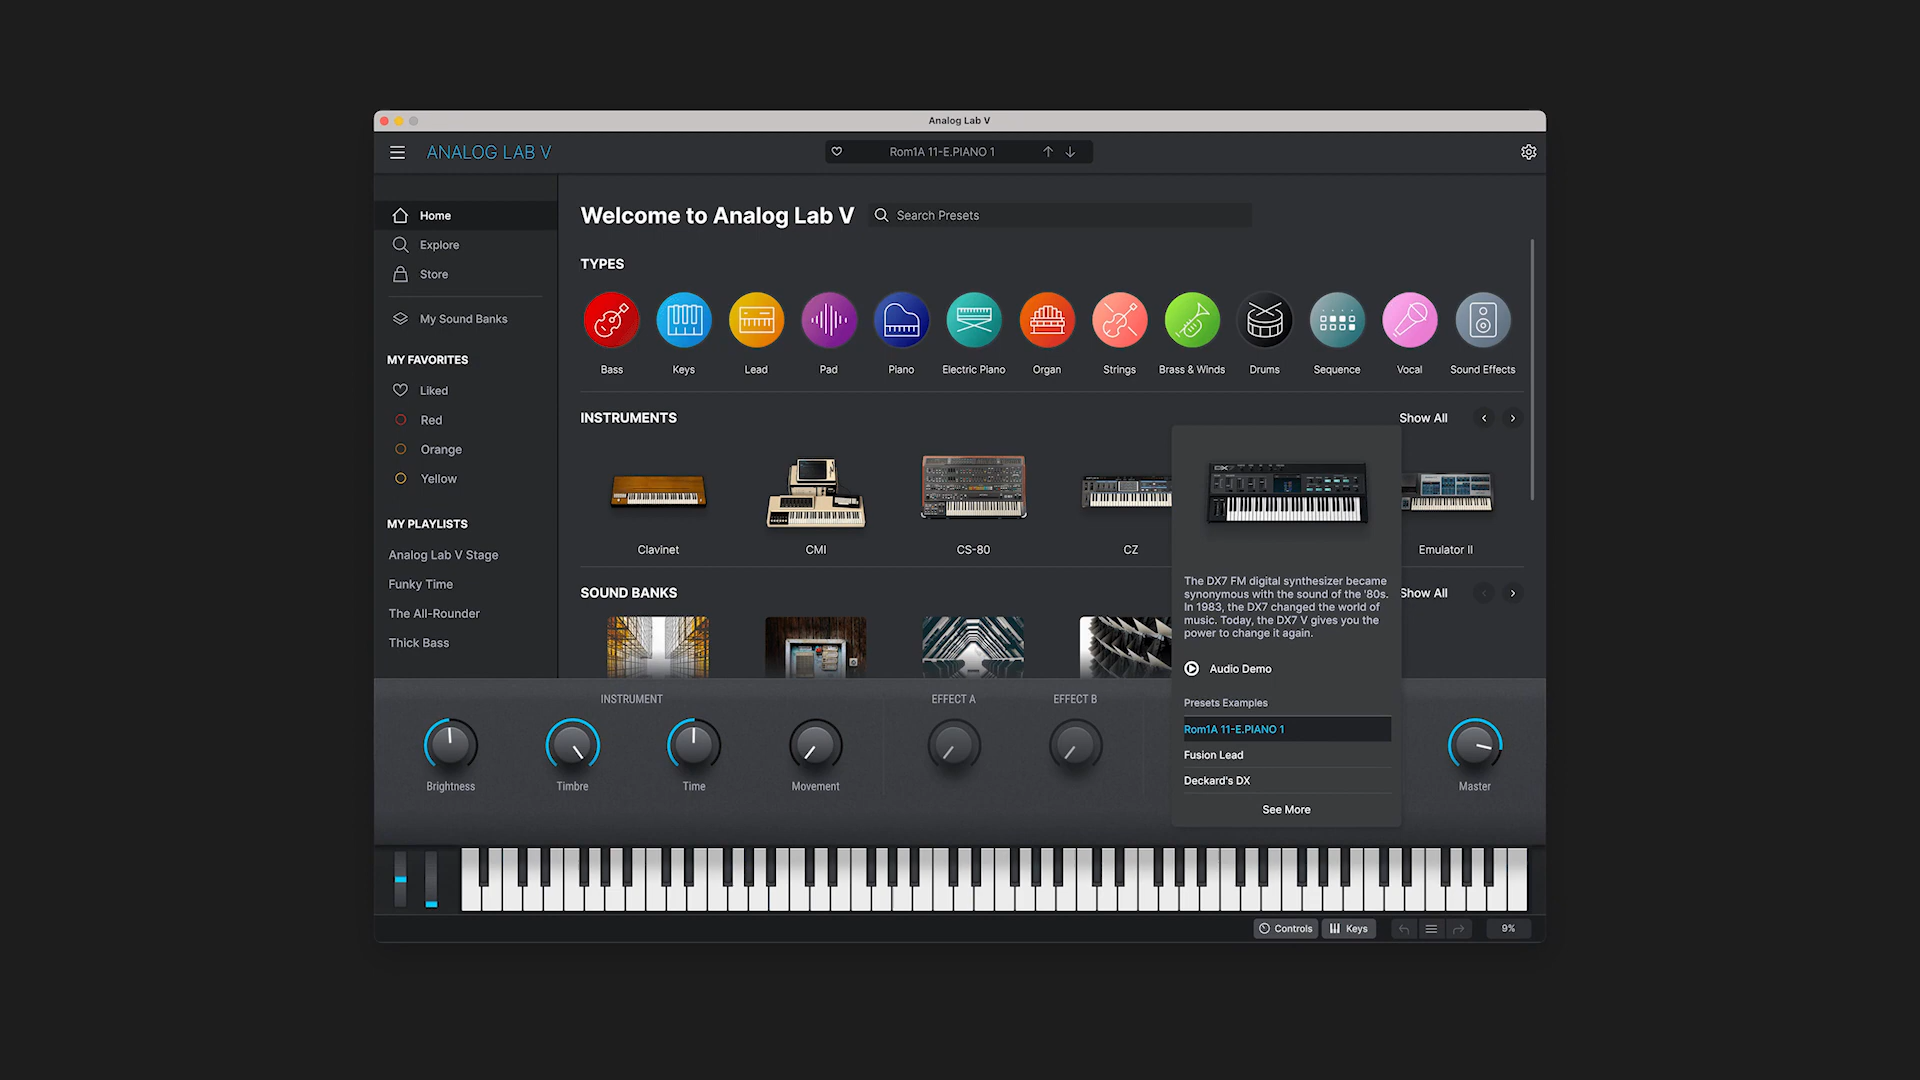 Analog Lab V
ANALOG LAB V
Rom1A 11-E.PIANO 1
Home
Explore
Store
My Sound Banks
MY FAVORITES
Liked
Red
Orange
Yellow
MY PLAYLISTS
Analog Lab V Stage
Funky Time
The All-Rounder
Thick Bass
Welcome to Analog Lab V
Search Presets
TYPES
Bass
Keys
Lead
Pad
Piano
Electric Piano
Organ
Strings
Brass & Winds
Drums
Sequence
Vocal
Sound Effects
INSTRUMENTS
Show All
Clavinet
CMI
CS-80
CZ
Emulator II
SOUND BANKS
Show All
DX7
The DX7 FM digital synthesizer became
synonymous with the sound of the '80s.
In 1983, the DX7 changed the world of
music. Today, the DX7 V gives you the
power to change it again.
Audio Demo
Presets Examples
Rom1A 11-E.PIANO 1
Fusion Lead
Deckard's DX
See More
INSTRUMENT
EFFECT A
EFFECT B
Brightness
Timbre
Time
Movement
Master
Controls
Keys
9%